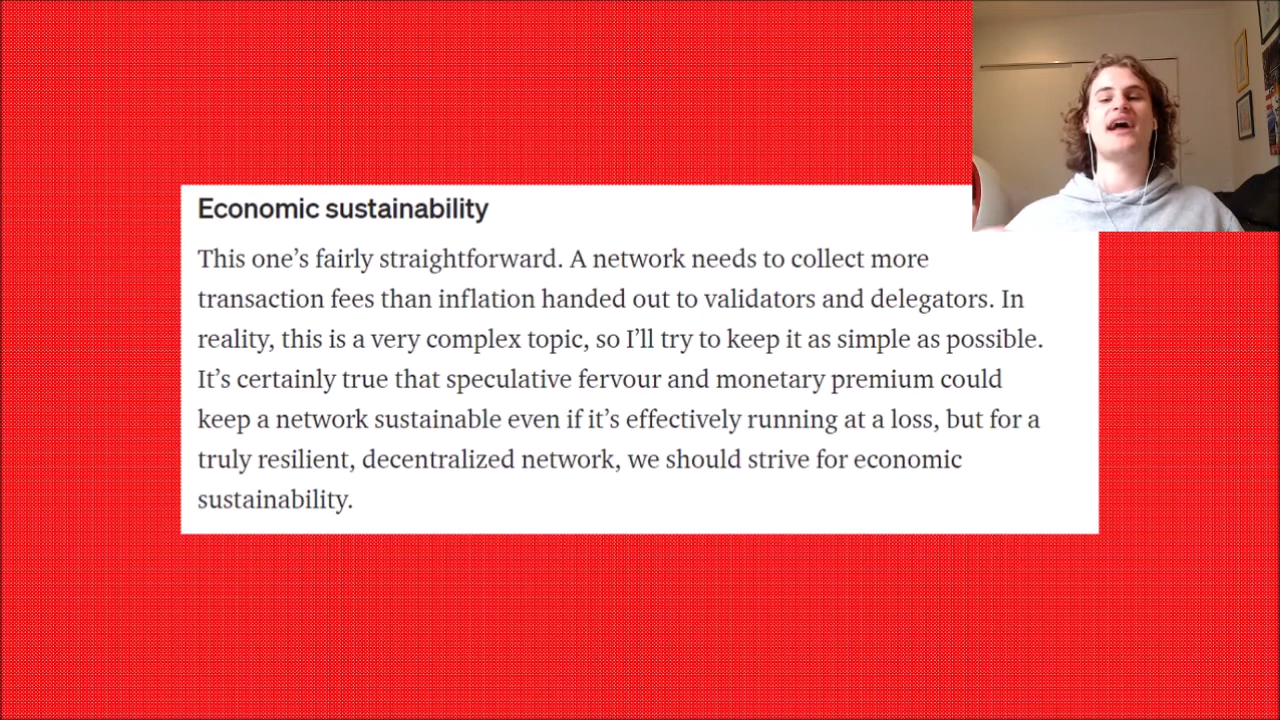 Economic sustainability
This one’s fairly straightforward. A network needs to collect more
transaction fees than inflation handed out to validators and delegators. In
reality, this is a very complex topic, so I’ll try to keep it as simple as possible.
It’s certainly true that speculative fervour and monetary premium could
keep a network sustainable even if it’s effectively running at a loss, but for a
truly resilient, decentralized network, we should strive for economic
sustainability.